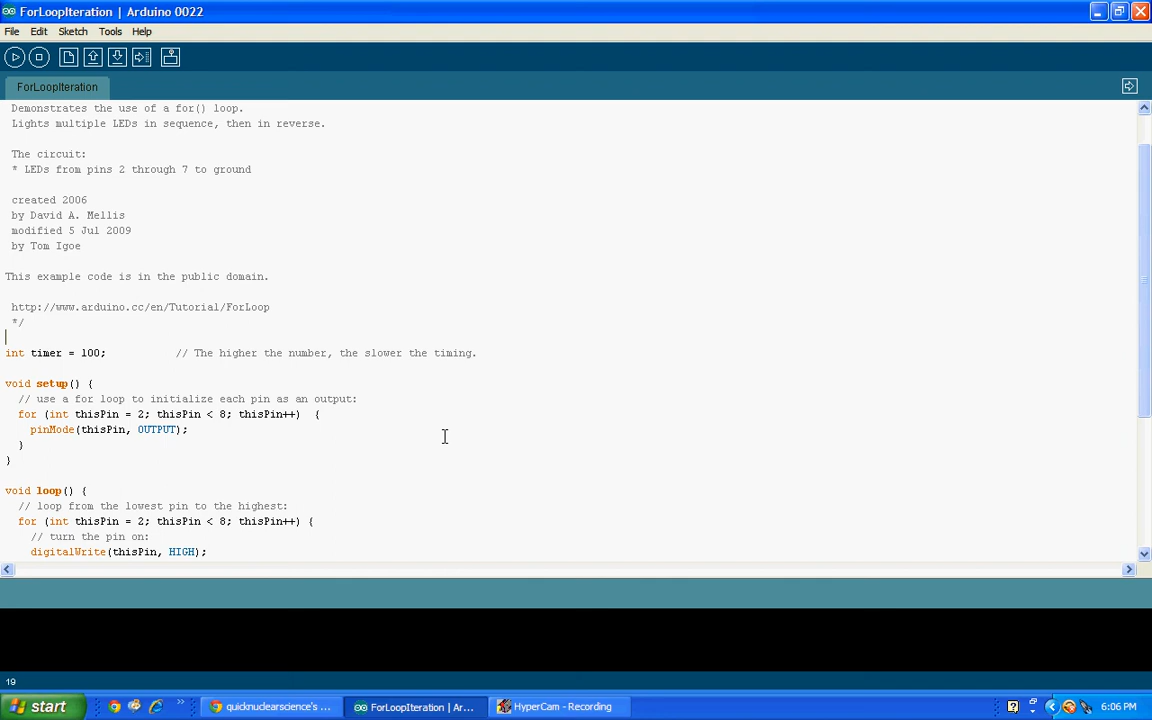 ForLoopIteration | Arduino 0022
File Edit Sketch Tools Help
ForLoopIteration
Demonstrates the use of a for() loop.
Lights multiple LEDs in sequence, then in reverse.
The circuit:
* LEDs from pins 2 through 7 to ground
created 2006
by David A. Mellis
modified 5 Jul 2009
by Tom Igoe
This example code is in the public domain.
http://www.arduino.cc/en/Tutorial/ForLoop
*/
int timer = 100;           // The higher the number, the slower the timing.
void setup() {
// use a for loop to initialize each pin as an output:
for (int thisPin = 2; thisPin < 8; thisPin++)  {
pinMode(thisPin, OUTPUT);
}
}
void loop() {
// loop from the lowest pin to the highest:
for (int thisPin = 2; thisPin < 8; thisPin++) {
// turn the pin on:
digitalWrite(thisPin, HIGH);
19
start quicknudearscience's ... ForLoopIteration | Ar... HyperCam - Recording 6:06 PM